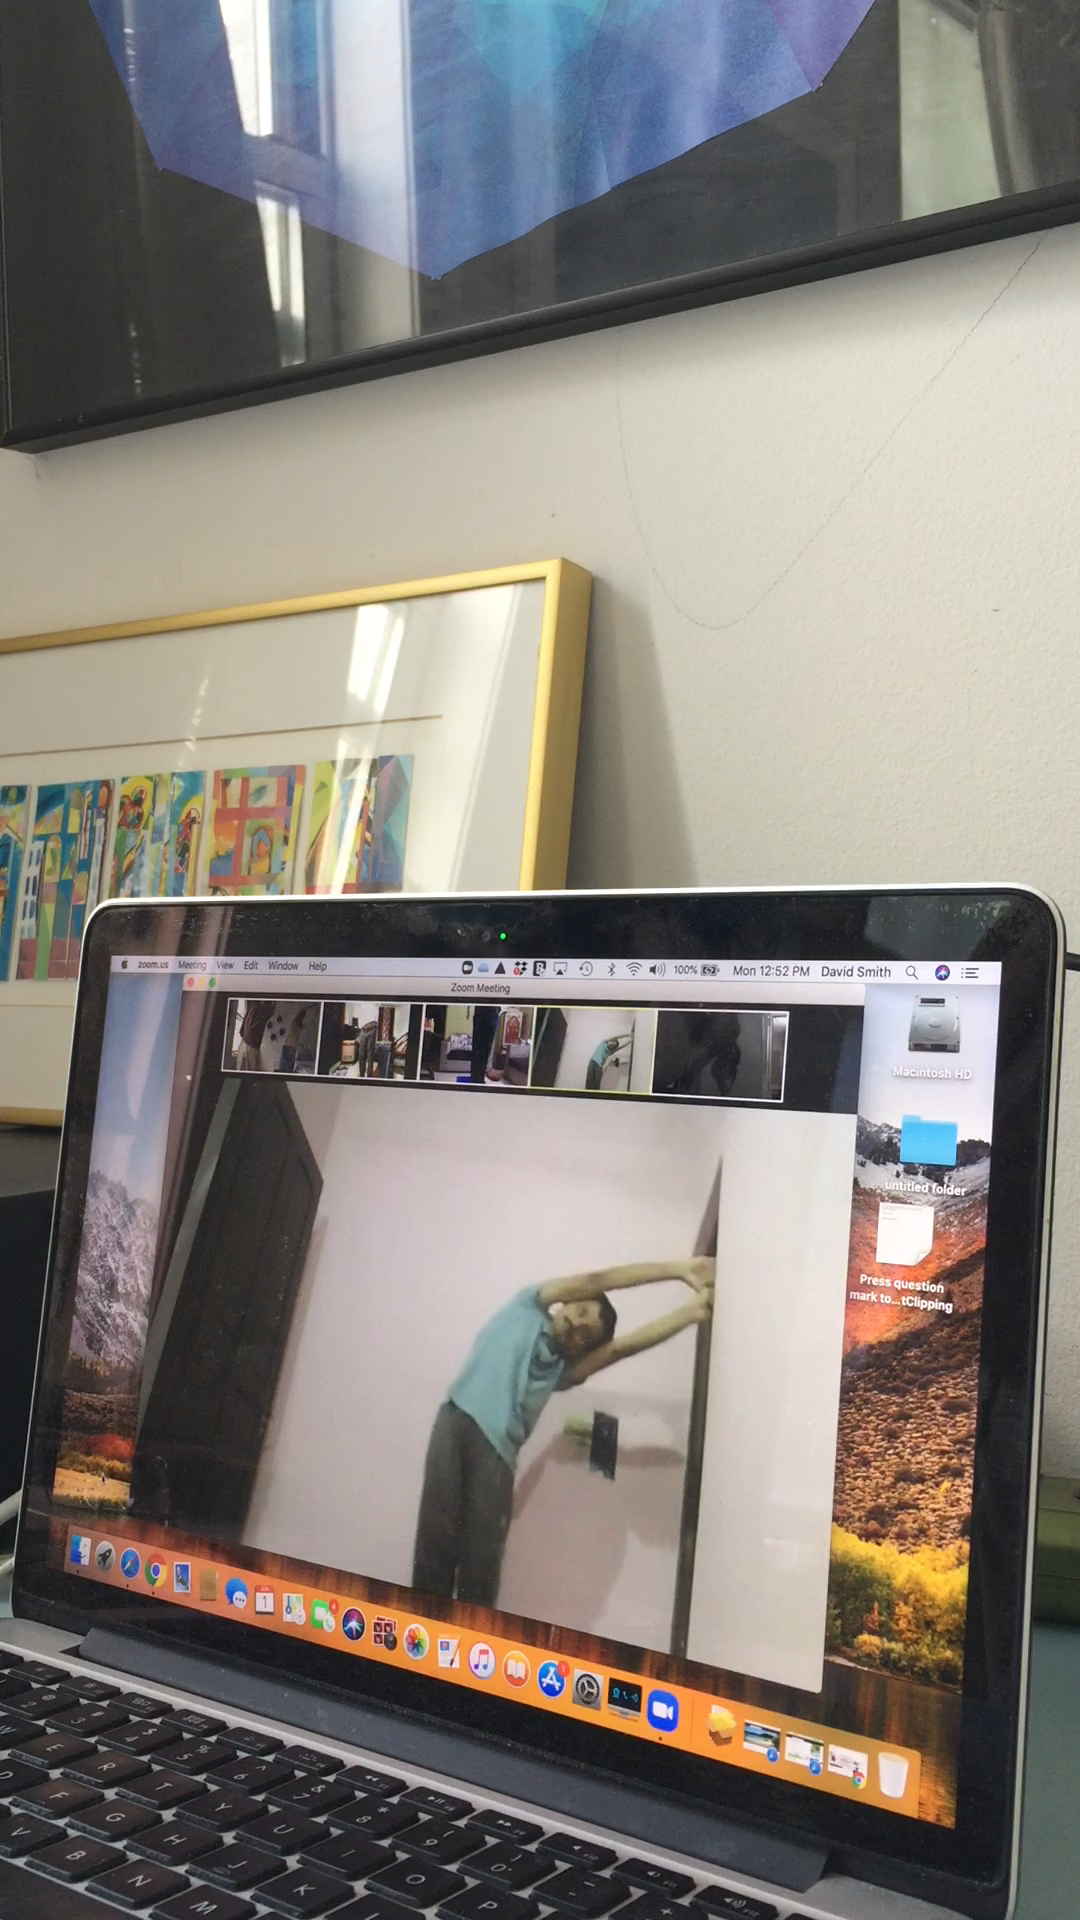 zoom.us Meeting View Edit Window Help 100% Mon 12:52 PM David Smith
Zoom Meeting
Macintosh HD
untitled folder
Press question
mark to...tClipping
1
W E R T Y U I O P
F G H J K
V B N M